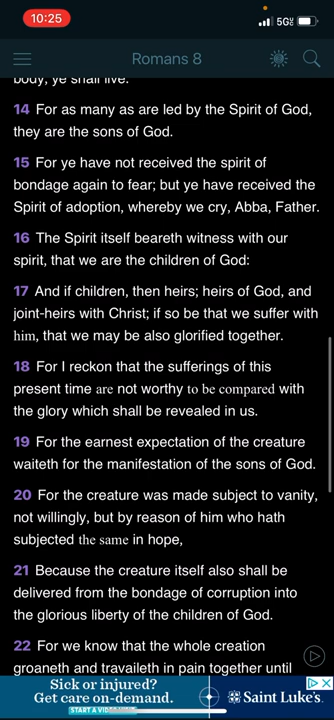 10:25
5G
Romans 8
body, ye shall live.
14 For as many as are led by the Spirit of God,
they are the sons of God.
15 For ye have not received the spirit of
bondage again to fear; but ye have received the
Spirit of adoption, whereby we cry, Abba, Father.
16 The Spirit itself beareth witness with our
spirit, that we are the children of God:
17 And if children, then heirs; heirs of God, and
joint-heirs with Christ; if so be that we suffer with
him, that we may be also glorified together.
18 For I reckon that the sufferings of this
present time are not worthy to be compared with
the glory which shall be revealed in us.
19 For the earnest expectation of the creature
waiteth for the manifestation of the sons of God.
20 For the creature was made subject to vanity,
not willingly, but by reason of him who hath
subjected the same in hope,
21 Because the creature itself also shall be
delivered from the bondage of corruption into
the glorious liberty of the children of God.
22 For we know that the whole creation
groaneth and travaileth in pain together until
Sick or injured?
Get care on-demand.
START A
Saint Luke's